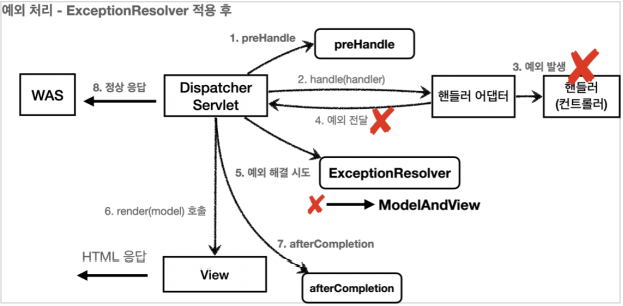 예외 처리 - ExceptionResolver 적용 후
1. preHandle
preHandle
3. 예외 발생
WAS
8. 정상 응답
Dispatcher
Servlet
2. handle(handler)
4. 예외 전달
핸들러 어댑터
핸들러
(컨트롤러)
5. 예외 해결 시도
ExceptionResolver
ModelAndView
6. render(model) 호출
7. afterCompletion
HTML 응답
View
afterCompletion